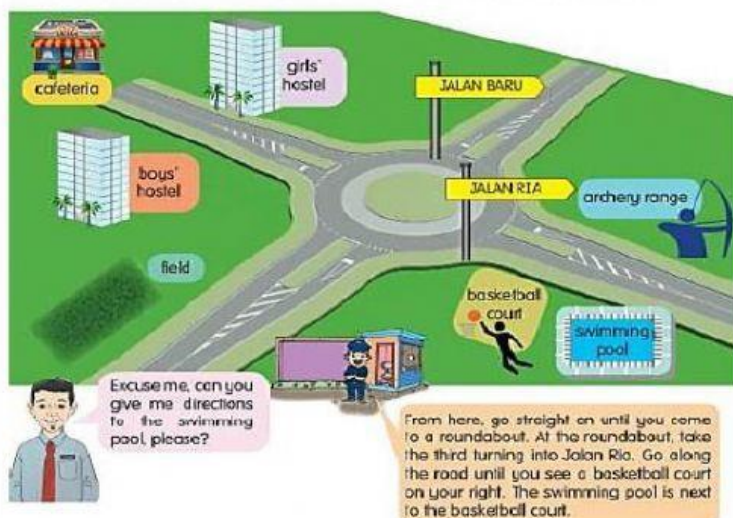 cafeteria
girls'
hostel
JALAN BARU
boys'
hostel
JALAN RIA
archery range
field
basketball
court
swimming
pool
Excuse me, can you
give me directions
to the swimming
pool, please?
From here, go straight on until you come
to a roundabout. At the roundabout, take
the third turning into Jalan Ria. Go along
the road until you see a basketball court
on your right. The swimming pool is next
to the basketball court.